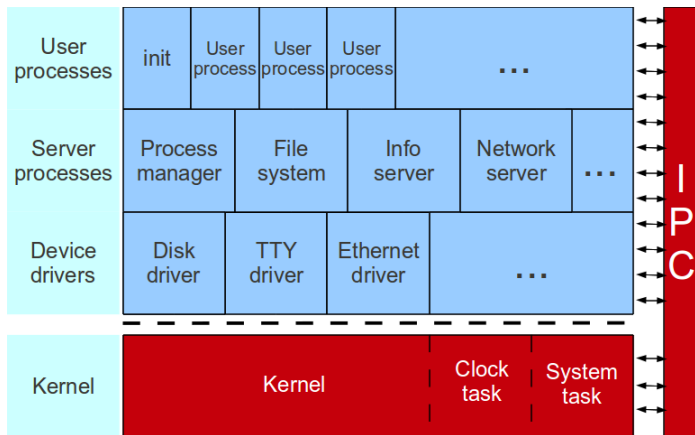 User
processes
init
User
process
User
process
User
process
...
Server
processes
Process
manager
File
system
Info
server
Network
server
...
Device
drivers
Disk
driver
TTY
driver
Ethernet
driver
...
Kernel
Kernel
Clock
task
System
task
I
P
C